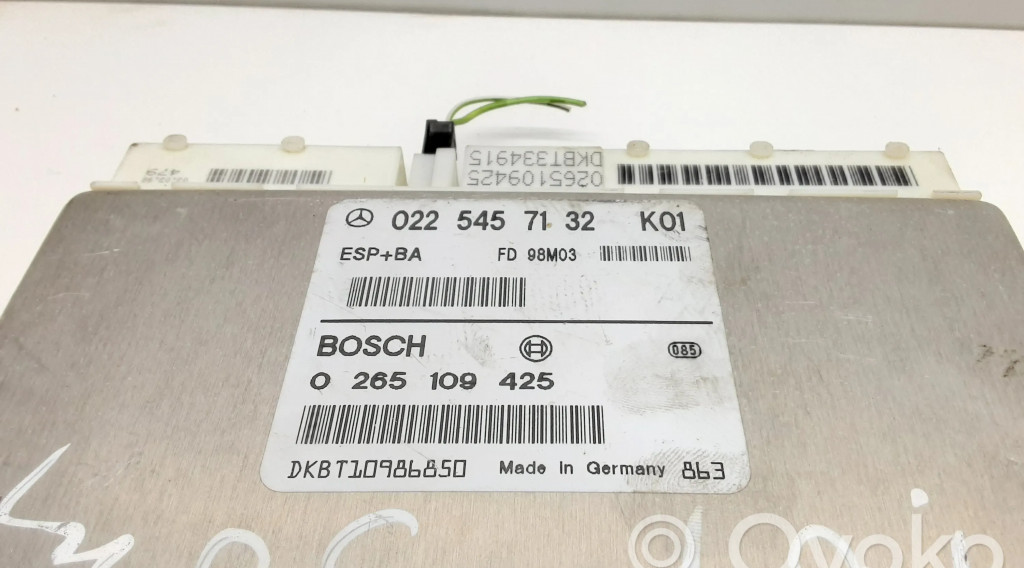 479
0265109425
DKBT334915
022 545 71 32 K01
ESP+BA FD 98M03
BOSCH
085
0 265 109 425
DKBT10986850 Made in Germany 863
Ovoko